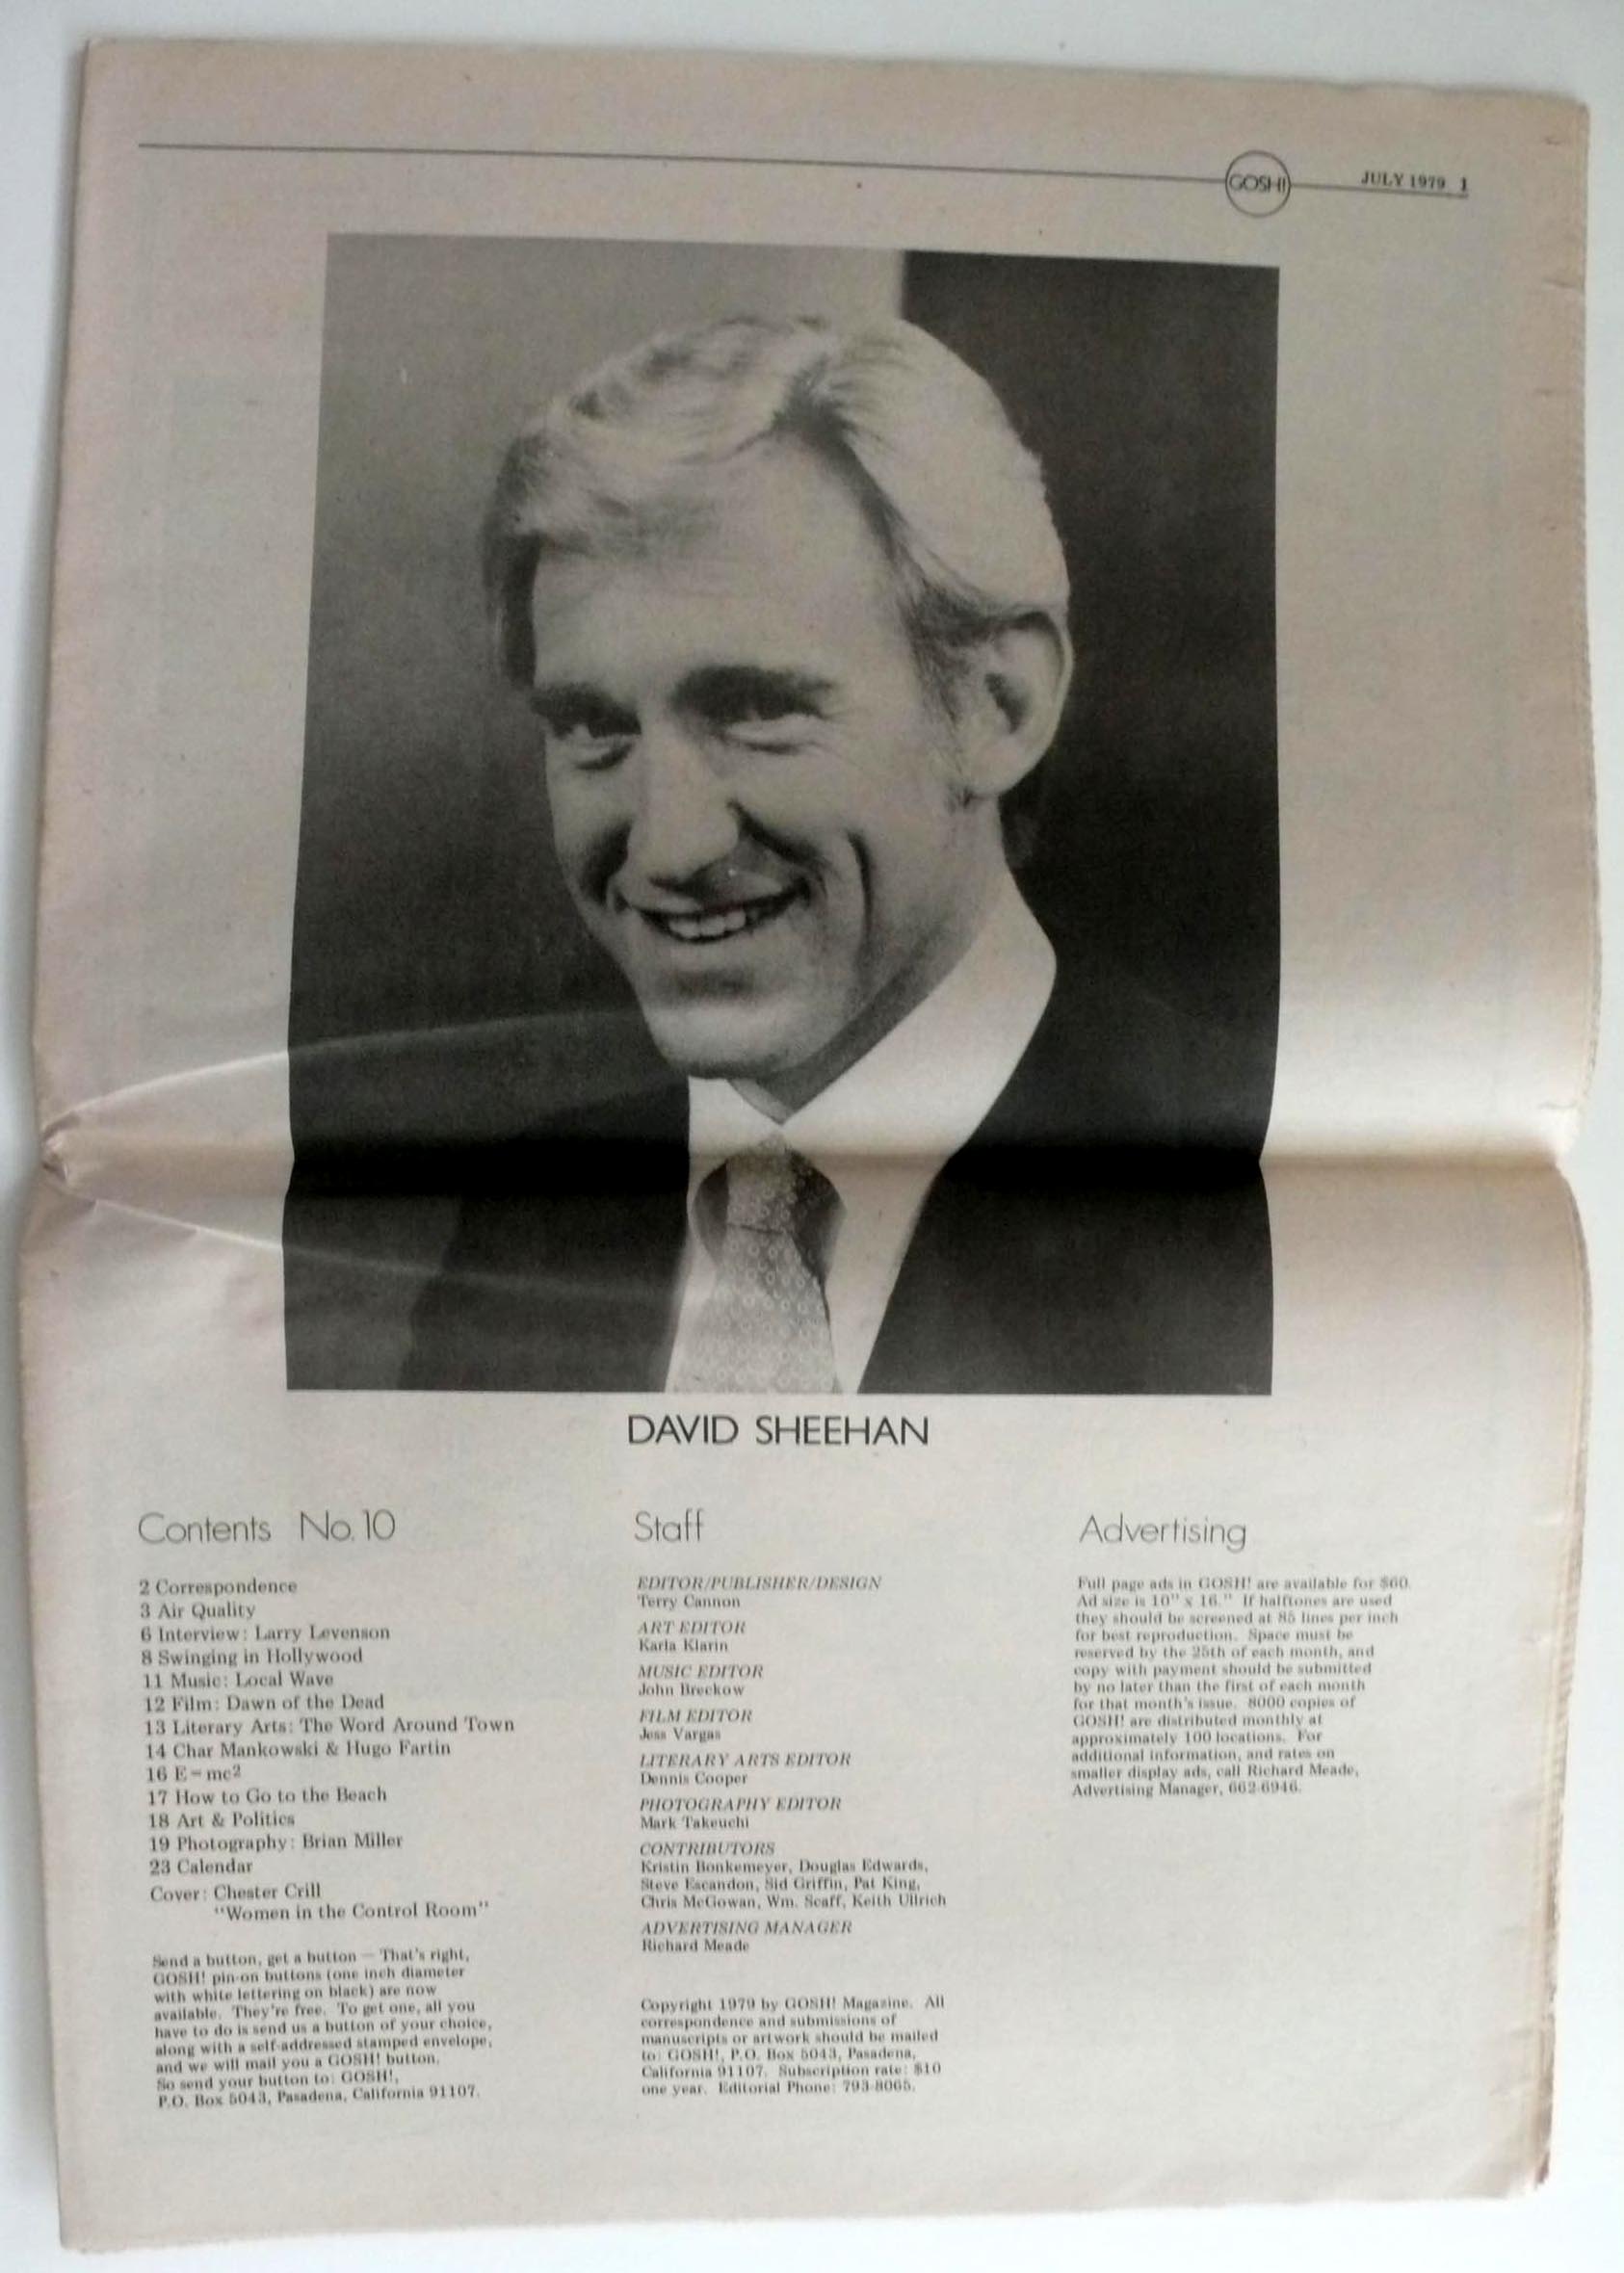 GOSH!
JULY 1979 1
DAVID SHEEHAN
Contents No. 10
2 Correspondence
3 Air Quality
6 Interview: Larry Levenson
8 Swinging in Hollywood
11 Music: Local Wave
12 Film: Dawn of the Dead
13 Literary Arts: The Word Around Town
14 Char Mankowski & Hugo Fartin
16 E=mc²
17 How to Go to the Beach
18 Art & Politics
19 Photography: Brian Miller
23 Calendar
Cover: Chester Crill
"Women in the Control Room"
Send a button, get a button — That's right,
GOSH! pin-on buttons (one inch diameter
with white lettering on black) are now
available. They're free. To get one, all you
have to do is send us a button of your choice,
along with a self-addressed stamped envelope,
and we will mail you a GOSH! button.
So send your button to: GOSH!,
P.O. Box 5043, Pasadena, California 91107.
Staff
EDITOR/PUBLISHER/DESIGN
Terry Cannon
ART EDITOR
Karla Klarin
MUSIC EDITOR
John Breckow
FILM EDITOR
Jess Vargas
LITERARY ARTS EDITOR
Dennis Cooper
PHOTOGRAPHY EDITOR
Mark Takeuchi
CONTRIBUTORS
Kristin Bonkemeyer, Douglas Edwards,
Steve Escandon, Sid Griffin, Pat King,
Chris McGowan, Wm. Scaff, Keith Ullrich
ADVERTISING MANAGER
Richard Meade
Copyright 1979 by GOSH! Magazine. All
correspondence and submissions of
manuscripts or artwork should be mailed
to: GOSH!, P.O. Box 5043, Pasadena,
California 91107. Subscription rate: $10
one year. Editorial Phone: 793-8065.
Advertising
Full page ads in GOSH! are available for $60.
Ad size is 10" x 16." If halftones are used
they should be screened at 85 lines per inch
for best reproduction. Space must be
reserved by the 25th of each month, and
copy with payment should be submitted
by no later than the first of each month
for that month's issue. 8000 copies of
GOSH! are distributed monthly at
approximately 100 locations. For
additional information, and rates on
smaller display ads, call Richard Meade,
Advertising Manager, 662-6946.